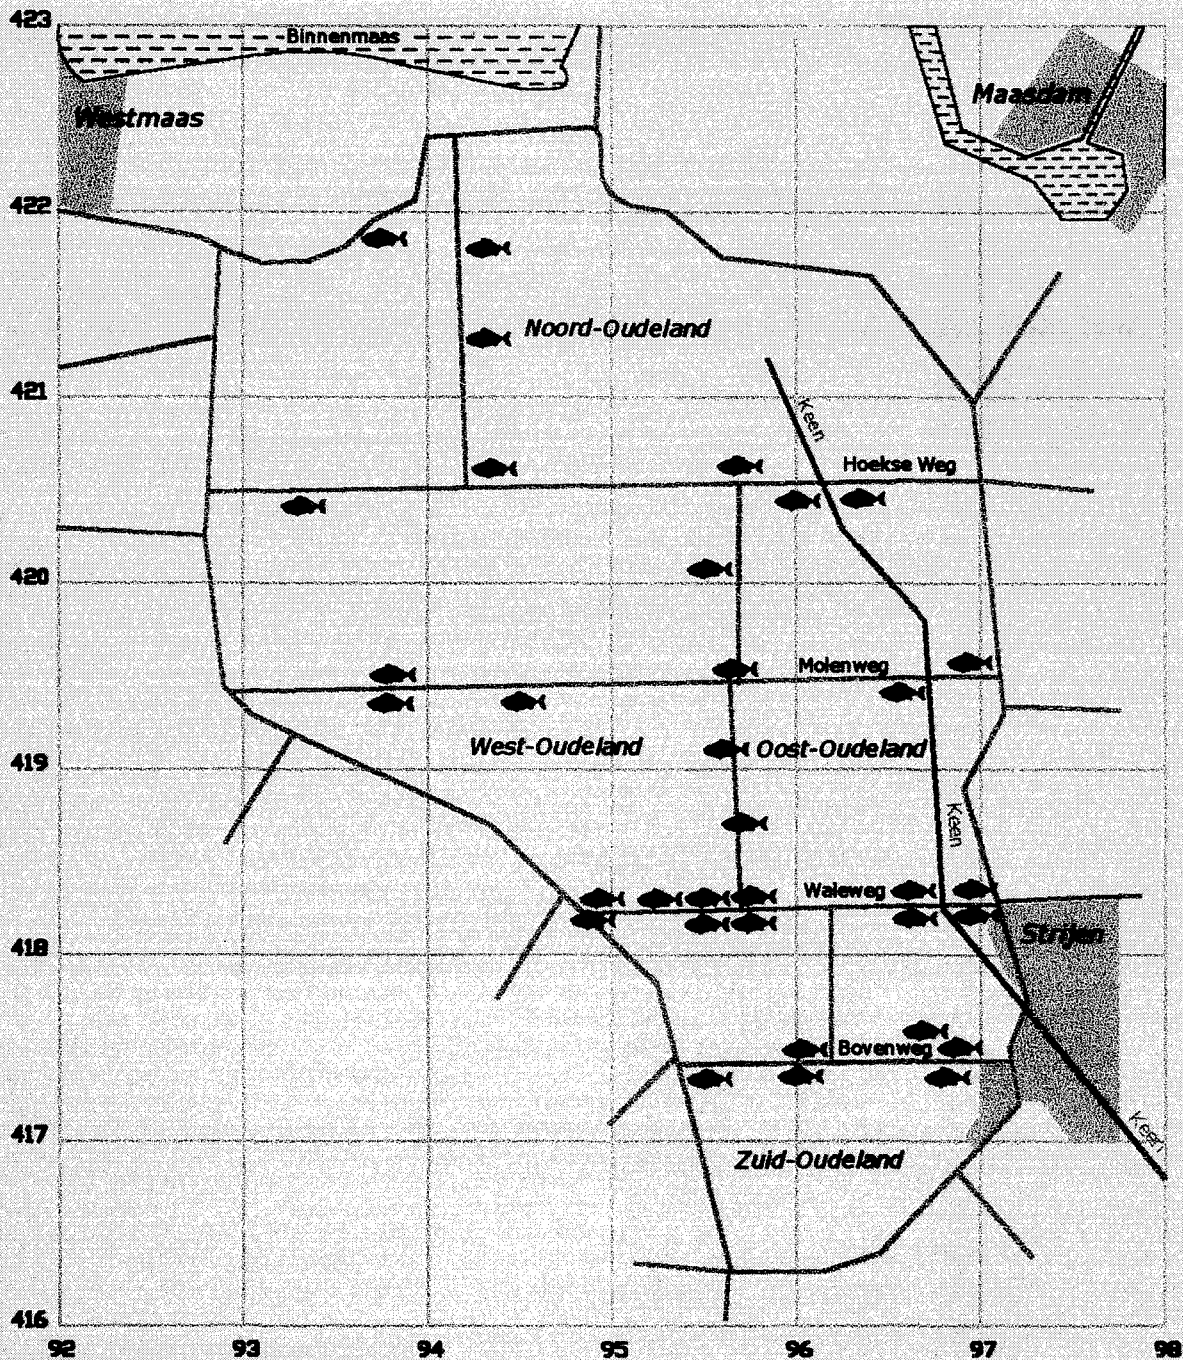 423
Binnenmaas
Maasdam
Westmaas
422
Noord-Oudeland
421
Keen
Hoekse Weg
420
Molenweg
West-Oudeland
Oost-Oudeland
419
Keen
Waleweg
Strijen
418
Bovenweg
417
Keen
Zuid-Oudeland
416
92
93
94
95
96
97
98